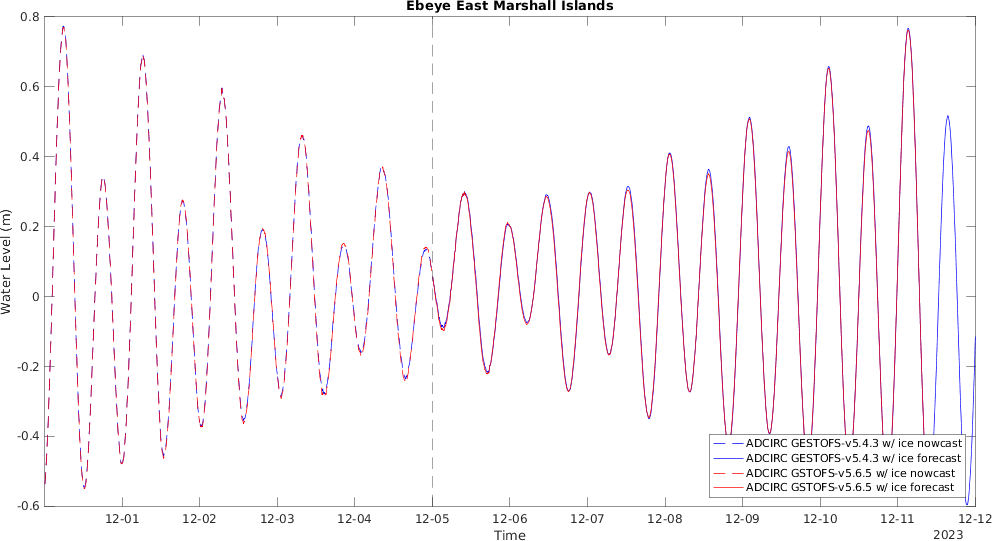 Ebeye East Marshall Islands
0.8
0.6
0.4
0.2
0
-0.2
-0.4
-0.6
Water Level (m)
ADCIRC GESTOFS-v5.4.3 w/ ice nowcast
ADCIRC GESTOFS-v5.4.3 w/ ice forecast
ADCIRC GSTOFS-v5.6.5 w/ ice nowcast
ADCIRC GSTOFS-v5.6.5 w/ ice forecast
12-01 12-02 12-03 12-04 12-05 12-06 12-07 12-08 12-09 12-10 12-11 12-12
Time
2023